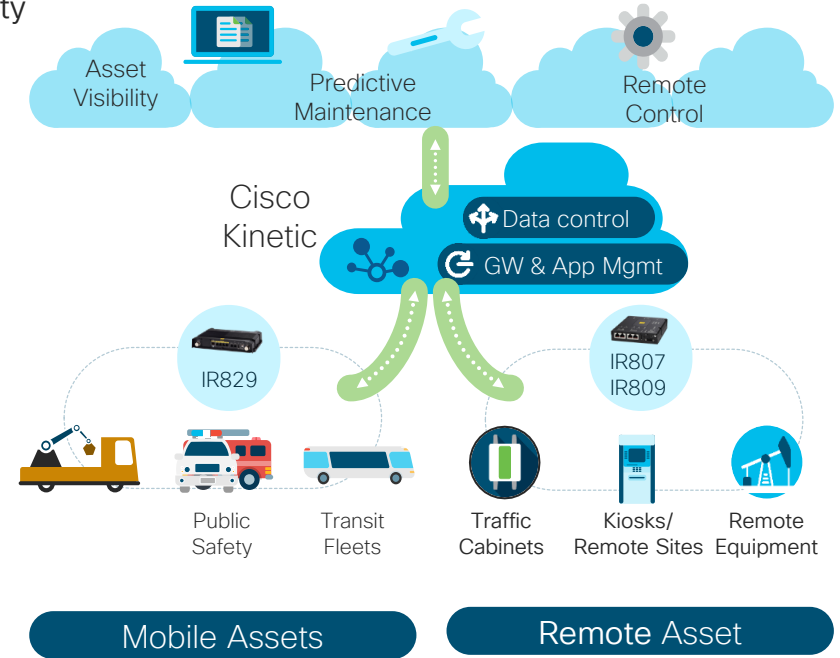 ty
Asset
Visibility
Predictive
Maintenance
Remote
Control
Cisco
Kinetic
Data control
GW & App Mgmt
IR829
IR807
IR809
Public
Safety
Transit
Fleets
Traffic
Cabinets
Kiosks/
Remote Sites
Remote
Equipment
Mobile Assets
Remote Asset